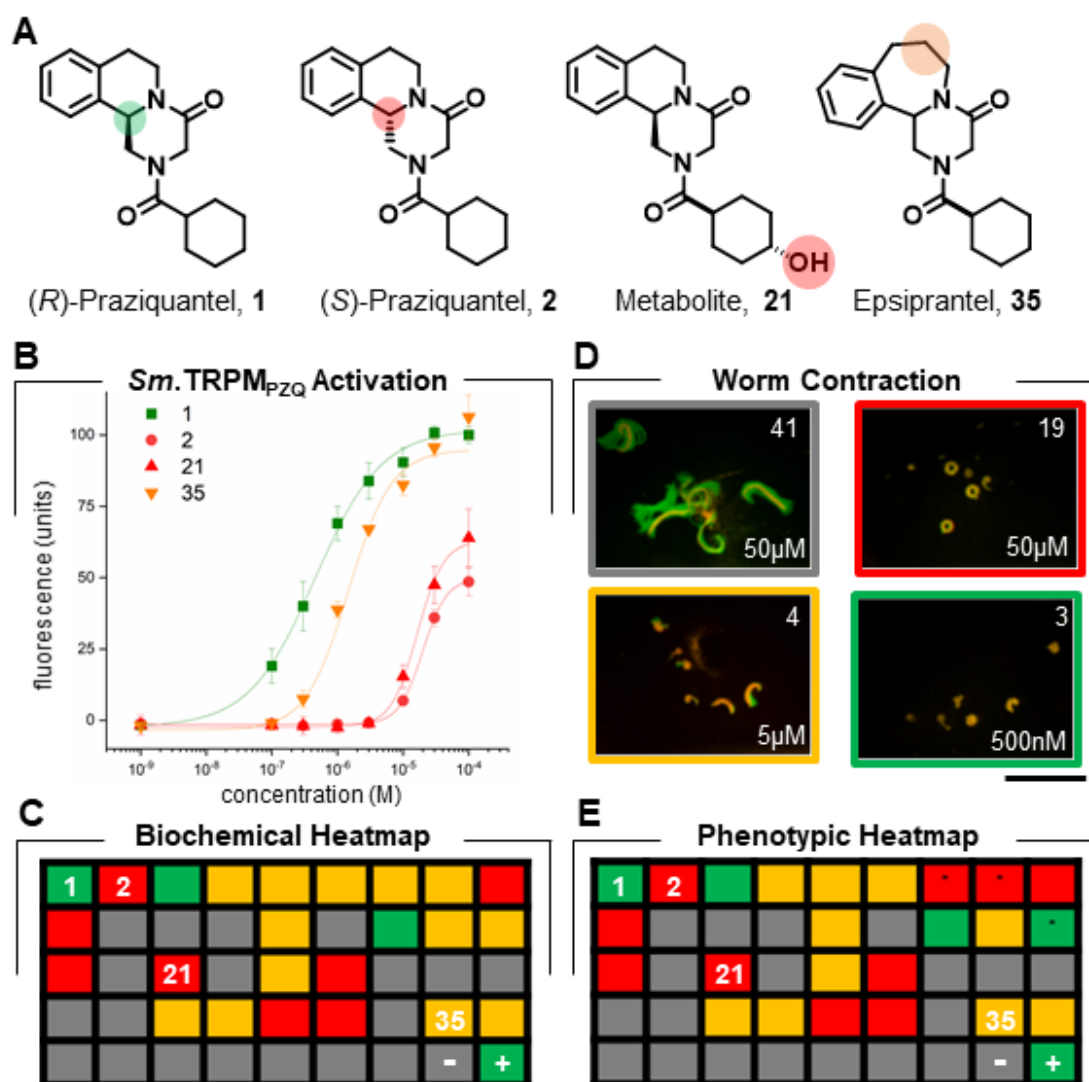 A
N
O
N
O
N
O
N
O
N
O
N
O
OH
N
O
N
O
(R)-Praziquantel, 1
(S)-Praziquantel, 2
Metabolite, 21
Epsiprantel, 35
B
Sm.TRPMPZQ Activation
1
2
21
35
fluorescence (units)
100
75
50
25
0
10-9
10-8
10-7
10-6
10-5
10-4
concentration (M)
D
Worm Contraction
41
50µM
19
50µM
4
5µM
3
500nM
C
Biochemical Heatmap
1 2
21
35
- +
E
Phenotypic Heatmap
1 2 * *
*
21
35
- +